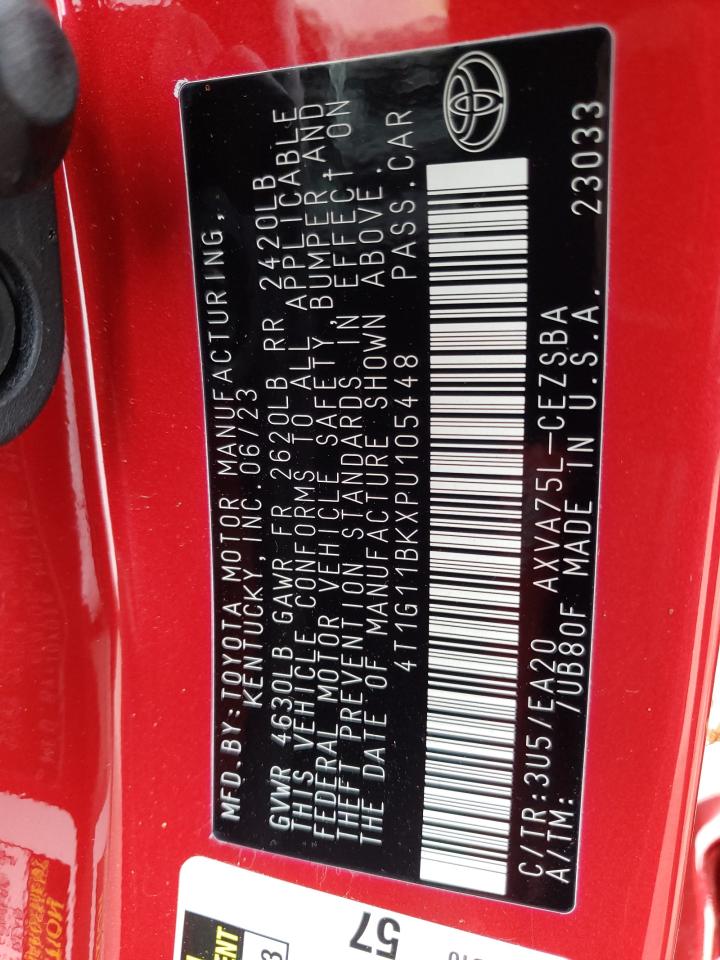 MFD.BY:TOYOTA MOTOR MANUFACTURING,
KENTUCKY, INC. 06/23
GVWR 4630LB GAWR FR 2620LB RR 2420LB
THIS VEHICLE CONFORMS TO ALL APPLICABLE
FEDERAL MOTOR VEHICLE SAFETY, BUMPER, AND
THEFT PREVENTION STANDARDS IN EFFECT ON
THE DATE OF MANUFACTURE SHOWN ABOVE.
4T1G11BKXPU105448 PASS.CAR
C/TR:3U5/EA20 AXVA75L-CEZSBA
A/TM: /UB80F MADE IN U.S.A. 23033
57